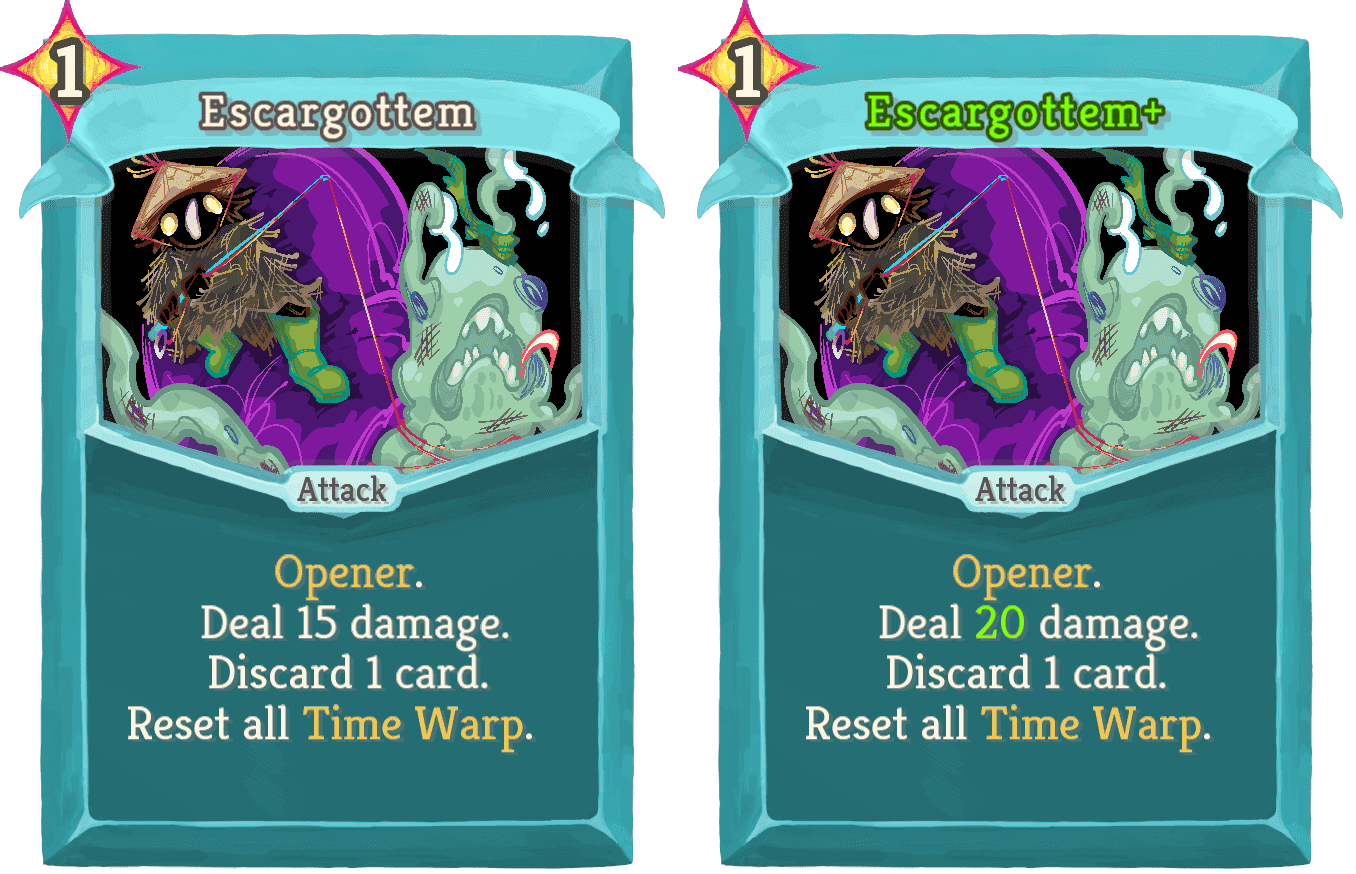 1
Escargottem
Attack
Opener.
Deal 15 damage.
Discard 1 card.
Reset all Time Warp.
1
Escargottem+
Attack
Opener.
Deal 20 damage.
Discard 1 card.
Reset all Time Warp.